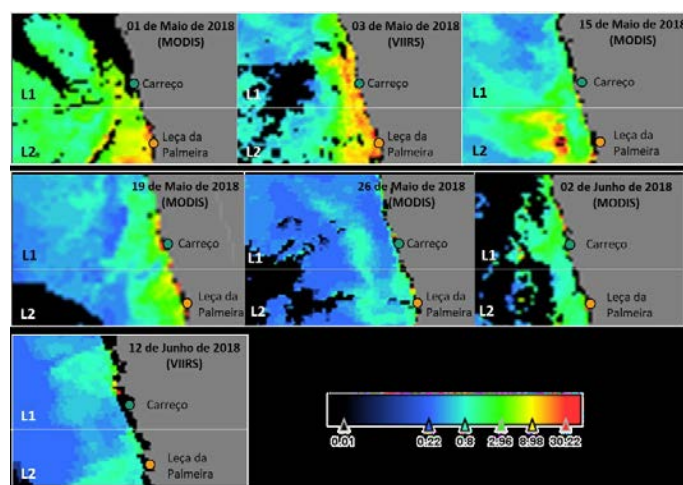 01 de Maio de 2018
(MODIS)
L1
Carreço
L2
Leça da
Palmeira
03 de Maio de 2018
(VIIRS)
L1
Carreço
L2
Leça da
Palmeira
15 de Maio de 2018
(MODIS)
L1
Carreço
L2
Leça da
Palmeira
19 de Maio de 2018
(MODIS)
L1
Carreço
L2
Leça da
Palmeira
26 de Maio de 2018
(MODIS)
L1
Carreço
L2
Leça da
Palmeira
02 de Junho de 2018
(MODIS)
L1
Carreço
L2
Leça da
Palmeira
12 de Junho de 2018
(VIIRS)
L1
Carreço
L2
Leça da
Palmeira
0.01 0.22 0.8 2.96 8.98 30.22